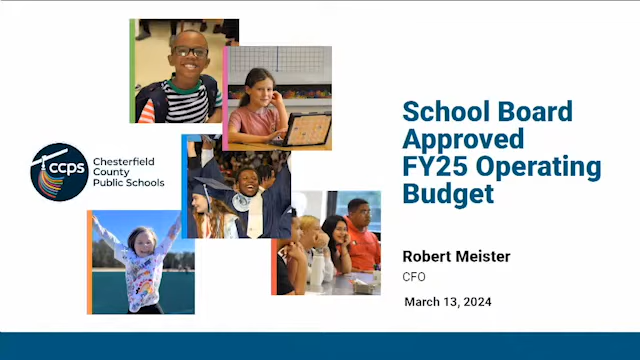 ccps
Chesterfield
County
Public Schools
School Board
Approved
FY25 Operating
Budget
Robert Meister
CFO
March 13, 2024